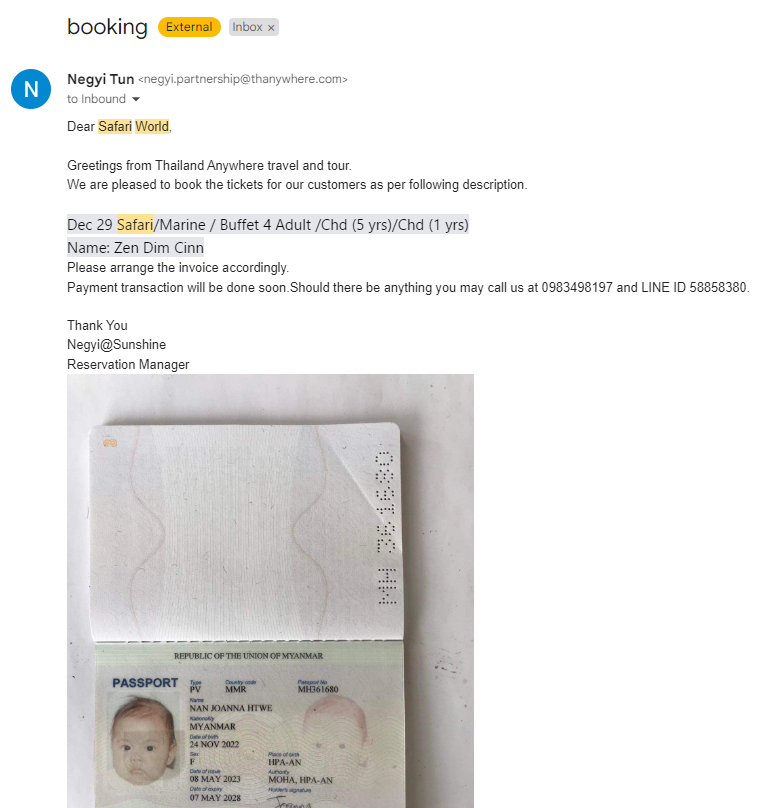 booking External Inbox ×
N
Negyi Tun <negyi.partnership@thanywhere.com>
to Inbound
Dear Safari World,
Greetings from Thailand Anywhere travel and tour.
We are pleased to book the tickets for our customers as per following description.
Dec 29 Safari/Marine / Buffet 4 Adult /Chd (5 yrs)/Chd (1 yrs)
Name: Zen Dim Cinn
Please arrange the invoice accordingly.
Payment transaction will be done soon.Should there be anything you may call us at 0983498197 and LINE ID 58858380.
Thank You
Negyi@Sunshine
Reservation Manager
REPUBLIC OF THE UNION OF MYANMAR
PASSPORT
Type Country code Passport No
PV MMR MH361680
Name
NAN JOANNA HTWE
Nationality
MYANMAR
Date of birth
24 NOV 2022
Sex Place of birth
F HPA-AN
Date of issue Authority
08 MAY 2023 MOHA, HPA-AN
Date of expiry Holder's signature
07 MAY 2028